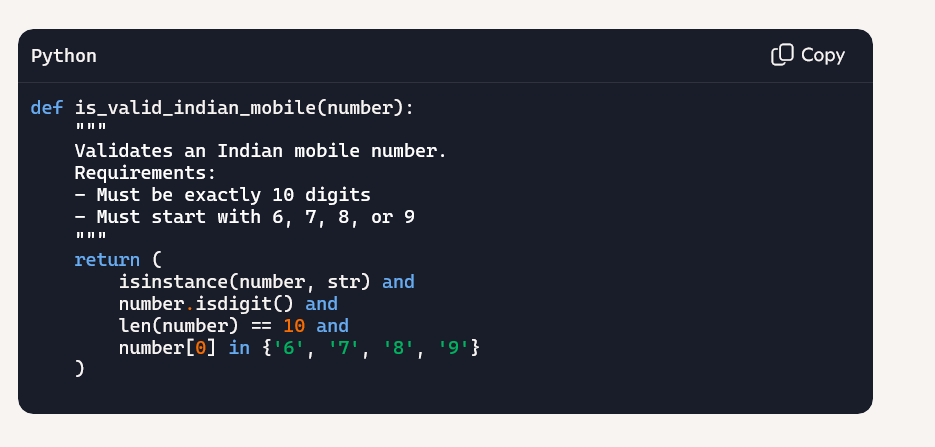 Python
Copy
def is_valid_indian_mobile(number):
    """
    Validates an Indian mobile number.
    Requirements:
    - Must be exactly 10 digits
    - Must start with 6, 7, 8, or 9
    """
    return (
        isinstance(number, str) and
        number.isdigit() and
        len(number) == 10 and
        number[0] in {'6', '7', '8', '9'}
    )